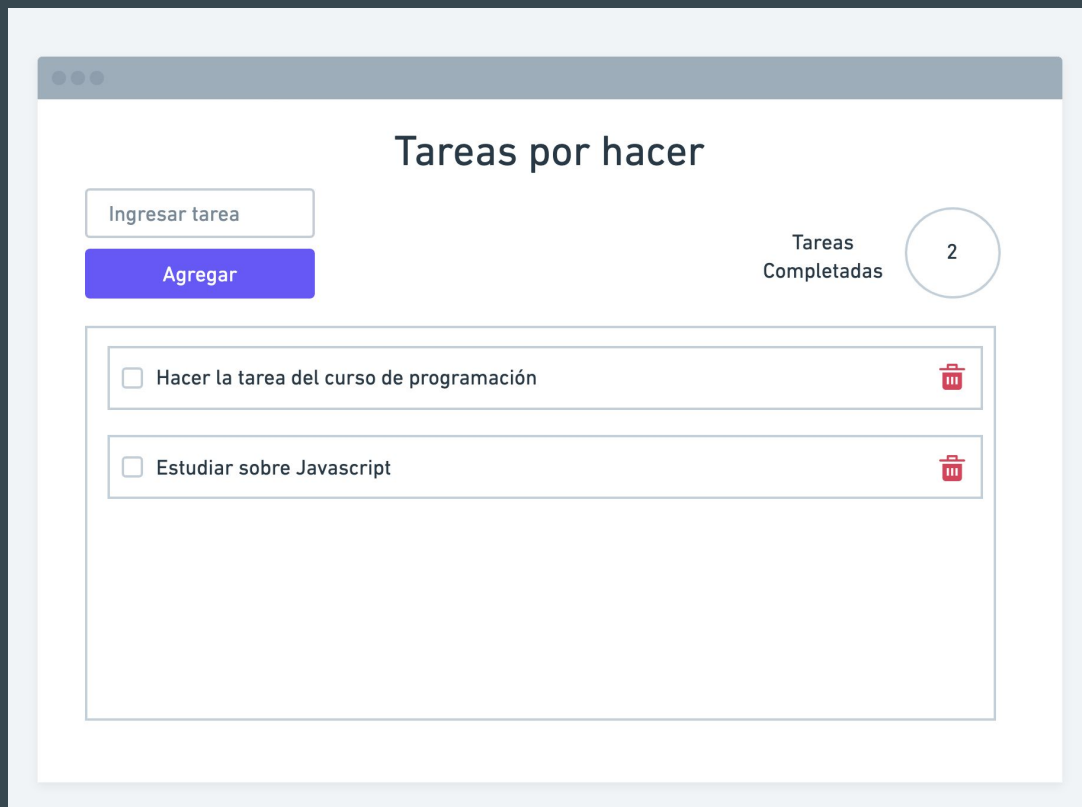 Tareas por hacer
Ingresar tarea
Agregar
Tareas
Completadas
2
Hacer la tarea del curso de programación
Estudiar sobre Javascript